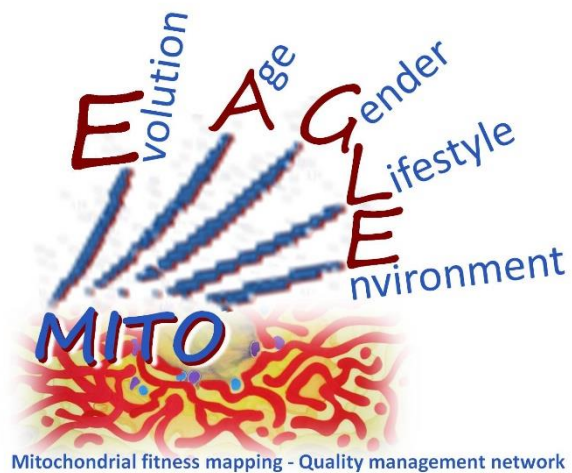 Evolution
Age
Gender
Lifestyle
Environment
MITO
Mitochondrial fitness mapping - Quality management network